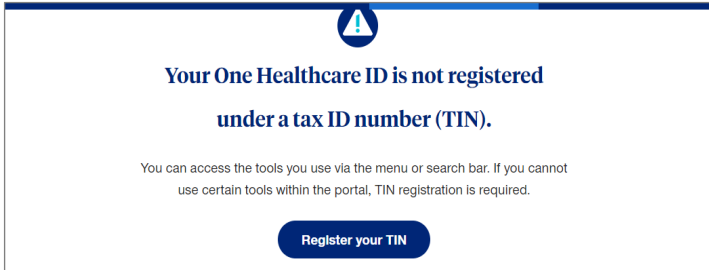 Your One Healthcare ID is not registered
under a tax ID number (TIN).
You can access the tools you use via the menu or search bar. If you cannot
use certain tools within the portal, TIN registration is required.
Register your TIN